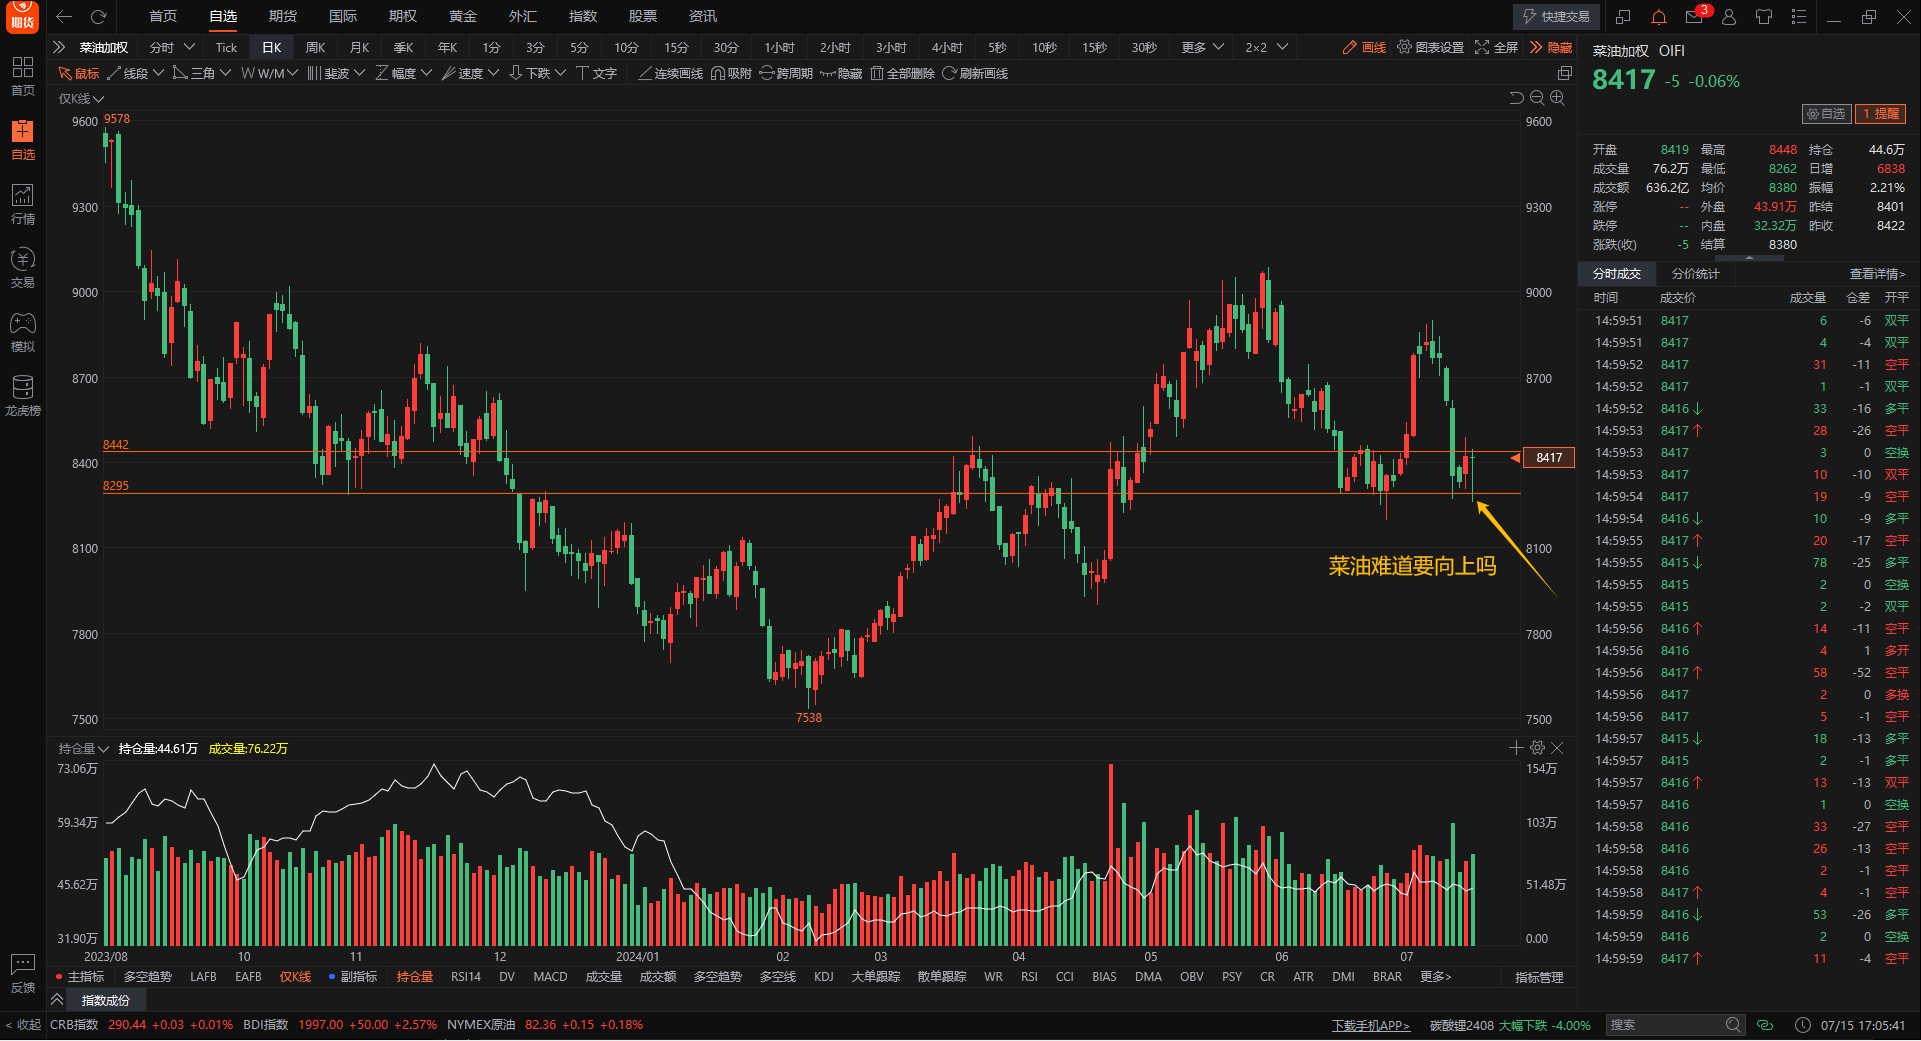 期货 首页 自选 期货 国际 期权 黄金 外汇 指数 股票 资讯 快捷交易 3
菜油加权 分时 Tick 日K 周K 月K 季K 年K 1分 3分 5分 10分 15分 30分 1小时 2小时 3小时 4小时 5秒 10秒 15秒 30秒 更多 2×2 画线 图表设置 全屏 隐藏
鼠标 线段 三角 W/M 斐波 幅度 速度 下跌 文字 连续画线 吸附 跨周期 隐藏 全部删除 刷新画线
首页
自选
行情
交易
模拟
龙虎榜
反馈
< 收起
仅K线
9578
9600 9600
9300 9300
9000 9000
8700 8700
8442
8400 8417
8295
8100 8100
菜油难道要向上吗
7800 7800
7538
7500 7500
持仓量 持仓量:44.61万 成交量:76.22万
73.06万 154万
59.34万 103万
45.62万 51.48万
31.90万 0.00
2023/08 10 11 12 2024/01 02 03 04 05 06 07
主指标 多空趋势 LAFB EAFB 仅K线 副指标 持仓量 RSI14 DV MACD 成交量 成交额 多空趋势 多空线 KDJ 大单跟踪 散单跟踪 WR RSI CCI BIAS DMA OBV PSY CR ATR DMI BRAR 更多> 指标管理
指数成份
菜油加权 OIFI
8417 -5 -0.06%
自选 1 提醒
开盘 8419 最高 8448 持仓 44.6万
成交量 76.2万 最低 8262 日增 6838
成交额 636.2亿 均价 8380 振幅 2.21%
涨停 -- 外盘 43.91万 昨结 8401
跌停 -- 内盘 32.32万 昨收 8422
涨跌(收) -5 结算 8380
分时成交 分价统计 查看详情>
时间 成交价 成交量 仓差 开平
14:59:51 8417 6 -6 双平
14:59:51 8417 4 -4 双平
14:59:52 8417 31 -11 空平
14:59:52 8417 1 -1 双平
14:59:52 8416↓ 33 -16 多平
14:59:53 8417↑ 28 -26 空平
14:59:53 8417 3 0 空换
14:59:53 8417 10 -10 双平
14:59:54 8417 19 -9 空平
14:59:54 8416↓ 10 -9 多平
14:59:55 8417↑ 20 -17 空平
14:59:55 8415↓ 78 -25 多平
14:59:55 8415 2 0 空换
14:59:55 8415 2 -2 双平
14:59:56 8416↑ 14 -11 空平
14:59:56 8416 4 1 多开
14:59:56 8417↑ 58 -52 空平
14:59:56 8417 2 0 多换
14:59:56 8417 5 -1 空平
14:59:57 8415↓ 18 -13 多平
14:59:57 8415 2 -1 多平
14:59:57 8416↑ 13 -13 双平
14:59:57 8416 1 0 空换
14:59:58 8416 33 -27 空平
14:59:58 8416 26 -13 空平
14:59:58 8416 2 -1 空平
14:59:58 8417↑ 4 -1 空平
14:59:59 8416↓ 53 -26 多平
14:59:59 8416 2 0 空换
14:59:59 8417↑ 11 -4 空平
CRB指数 290.44 +0.03 +0.01% BDI指数 1997.00 +50.00 +2.57% NYMEX原油 82.36 +0.15 +0.18% 下载手机APP> 碳酸锂2408 大幅下跌 -4.00% 搜索 07/15 17:05:41